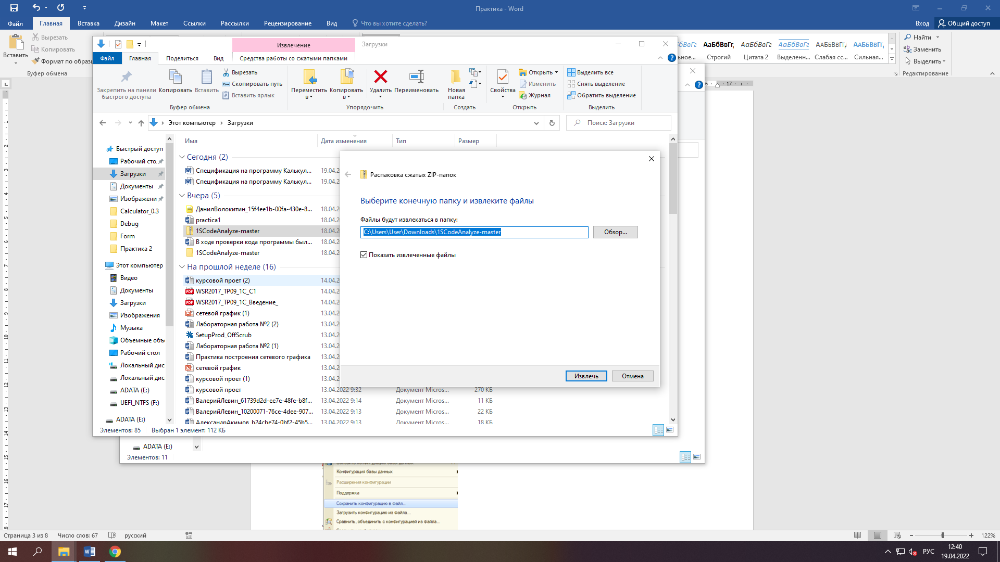 Практика - Word
Файл
Главная
Вставка
Дизайн
Макет
Ссылки
Рассылки
Рецензирование
Вид
Что вы хотите сделать?
Вход
Общий доступ
Вставить
Вырезать
Копировать
Формат по образц
Буфер обмена
Строгий
Цитата 2
Выделенн...
Слабая сс...
Сильная...
Найти
Заменить
Выделить
Редактирование
Извлечение
Загрузки
Файл
Главная
Поделиться
Вид
Средства работы со сжатыми папками
Закрепить на панели
быстрого доступа
Копировать
Вставить
Вырезать
Скопировать путь
Вставить ярлык
Буфер обмена
Переместить
в
Копировать
в
Удалить
Переименовать
Упорядочить
Новая
папка
Создать
Свойства
Открыть
Изменить
Журнал
Открыть
Выделить все
Снять выделение
Обратить выделение
Выделить
Этот компьютер
Загрузки
Поиск: Загрузки
Быстрый доступ
Рабочий сто.
Загрузки
Документы
Изображени
Calculator_0.3
Debug
Form
Практика 2
Этот компьютер
Видео
Документы
Загрузки
Изображения
Музыка
Объемные объ
Рабочий стол
Локальный дис
Локальный дис
ADATA (E:)
UEFI_NTFS (F:)
ADATA (E:)
Имя
Дата изменения
Тип
Размер
Сегодня (2)
Спецификация на программу Калькул... 19.04.2
Спецификация на программу Калькул... 19.04.2
Вчера (5)
ДанилВолокитин_15f4ee1b-00fa-430e-8... 18.04.2
practica1 18.04.2
1SCodeAnalyze-master 18.04.2
В ходе проверки кода программы был... 18.04.2
1SCodeAnalyze-master 18.04.2
На прошлой неделе (16)
курсовой проет (2) 14.04.2
WSR2017_TP09_1C_C1 14.04.2
WSR2017_TP09_1C_Введение_ 14.04.2
сетевой график (1) 13.04.2
Лабораторная работа №2 (2) 13.04.2
SetupProd_OffScrub 13.04.2
Лабораторная работа №2 (1) 13.04.2
Практика построения сетевого графика 13.04.2
сетевой график 13.04.2
курсовой проет (1) 13.04.2
курсовой проет 13.04.2022 9:32 Документ Micros... 270 КБ
ВалерийЛевин_61739d2d-ee7e-48fe-b8f... 13.04.2022 9:14 Документ Micros... 11 КБ
ВалерийЛевин_10200071-76ce-4dee-907... 13.04.2022 9:13 Документ Micros... 22 КБ
АлександрАкимов_b24cbe74-0bf2-45b5... 13.04.2022 9:13 Документ Micros... 18 КБ
Элементов: 85
Выбран 1 элемент: 112 КБ
Распаковка сжатых ZIP-папок
Выберите конечную папку и извлеките файлы
Файлы будут извлекаться в папку:
C:\Users\User\Downloads\1SCodeAnalyze-master
Обзор...
Показать извлеченные файлы
Извлечь
Отмена
ADATA (E:)
Элементов: 11
Конфигурация базы данных
Расширения конфигурации
Поддержка
Сохранить конфигурацию в файл...
Загрузить конфигурацию из файла...
Сравнить, объединить с конфигурацией из файла...
Страница 3 из 8
Число слов: 67
русский
122%
РУС
12:40
19.04.2022